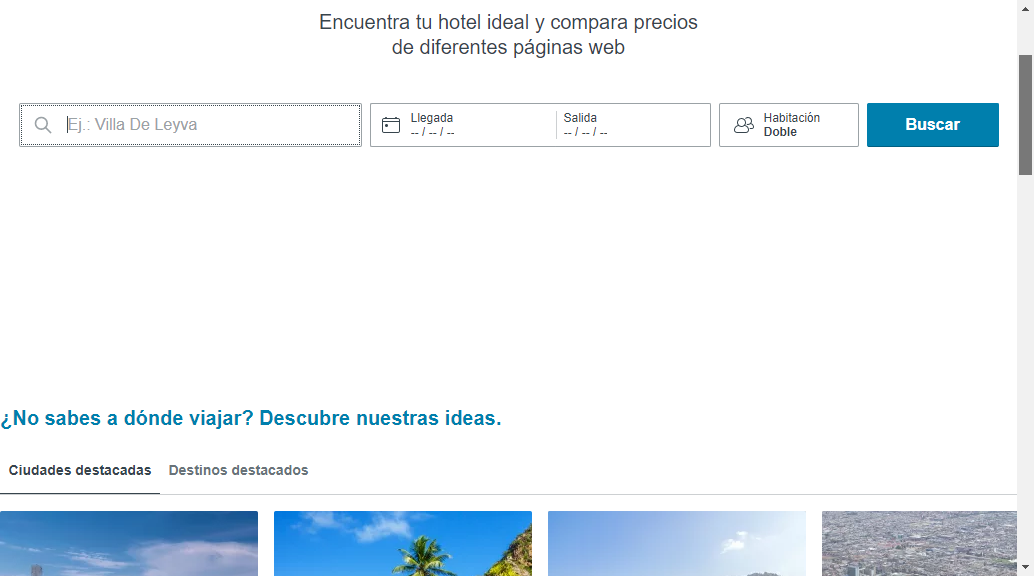 Encuentra tu hotel ideal y compara precios
de diferentes páginas web
Ej.: Villa De Leyva
Llegada
-- / -- / --
Salida
-- / -- / --
Habitación
Doble
Buscar
¿No sabes a dónde viajar? Descubre nuestras ideas.
Ciudades destacadas
Destinos destacados